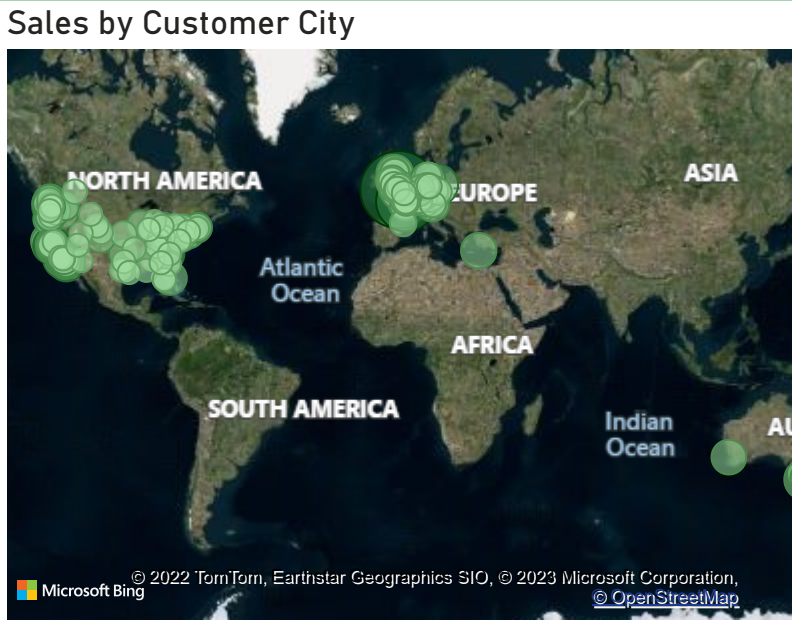 Sales by Customer City
NORTH AMERICA
EUROPE
ASIA
Atlantic
Ocean
AFRICA
SOUTH AMERICA
Indian
Ocean
AU
© 2022 TomTom, Earthstar Geographics SIO, © 2023 Microsoft Corporation,
Microsoft Bing
© OpenStreetMap